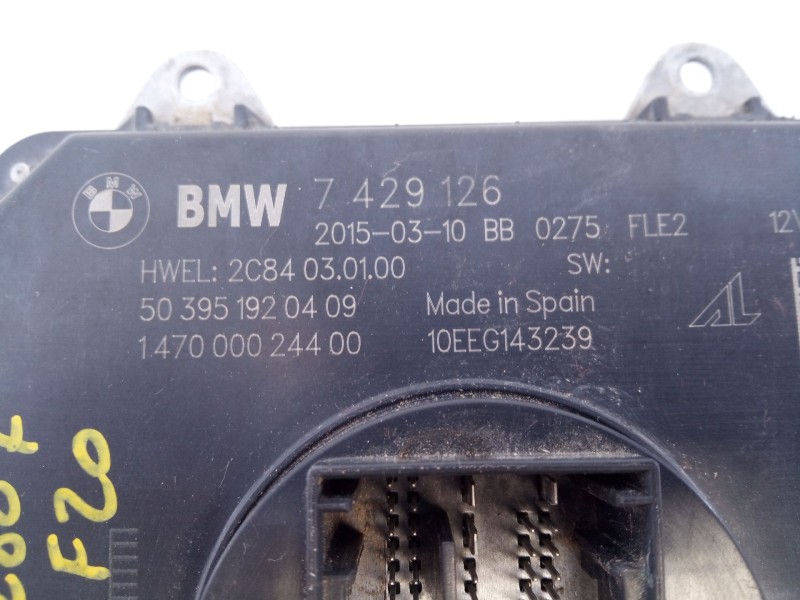 BMW BMW 7 429 126
2015-03-10 BB 0275 FLE2 12V
HWEL: 2C84 03.01.00 SW:
50 395 192 04 09 Made in Spain AL
1 470 000 244 00 10EEG143239
F20